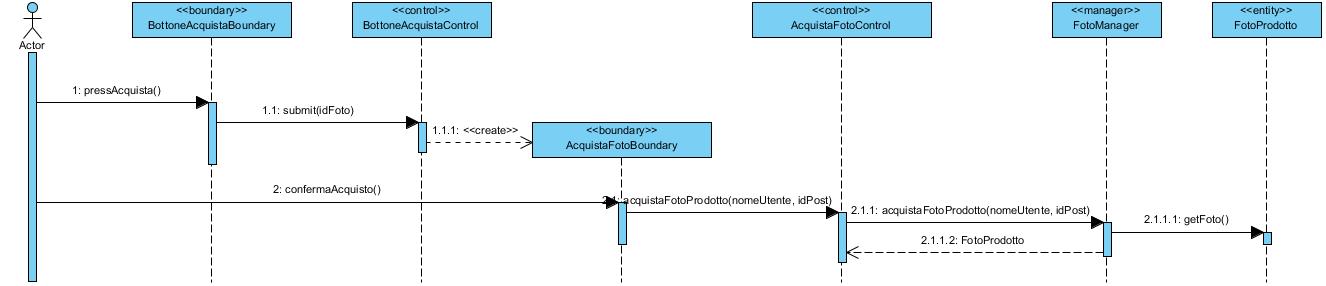 <<boundary>>
BottoneAcquistaBoundary
<<control>>
BottoneAcquistaControl
<<control>>
AcquistaFotoControl
<<manager>>
FotoManager
<<entity>>
FotoProdotto
Actor
1: pressAcquista()
1.1: submit(idFoto)
1.1.1: <<create>>
<<boundary>>
AcquistaFotoBoundary
2: confermaAcquisto()
2.1: acquistaFotoProdotto(nomeUtente, idPost)
2.1.1: acquistaFotoProdotto(nomeUtente, idPost)
2.1.1.1: getFoto()
2.1.1.2: FotoProdotto